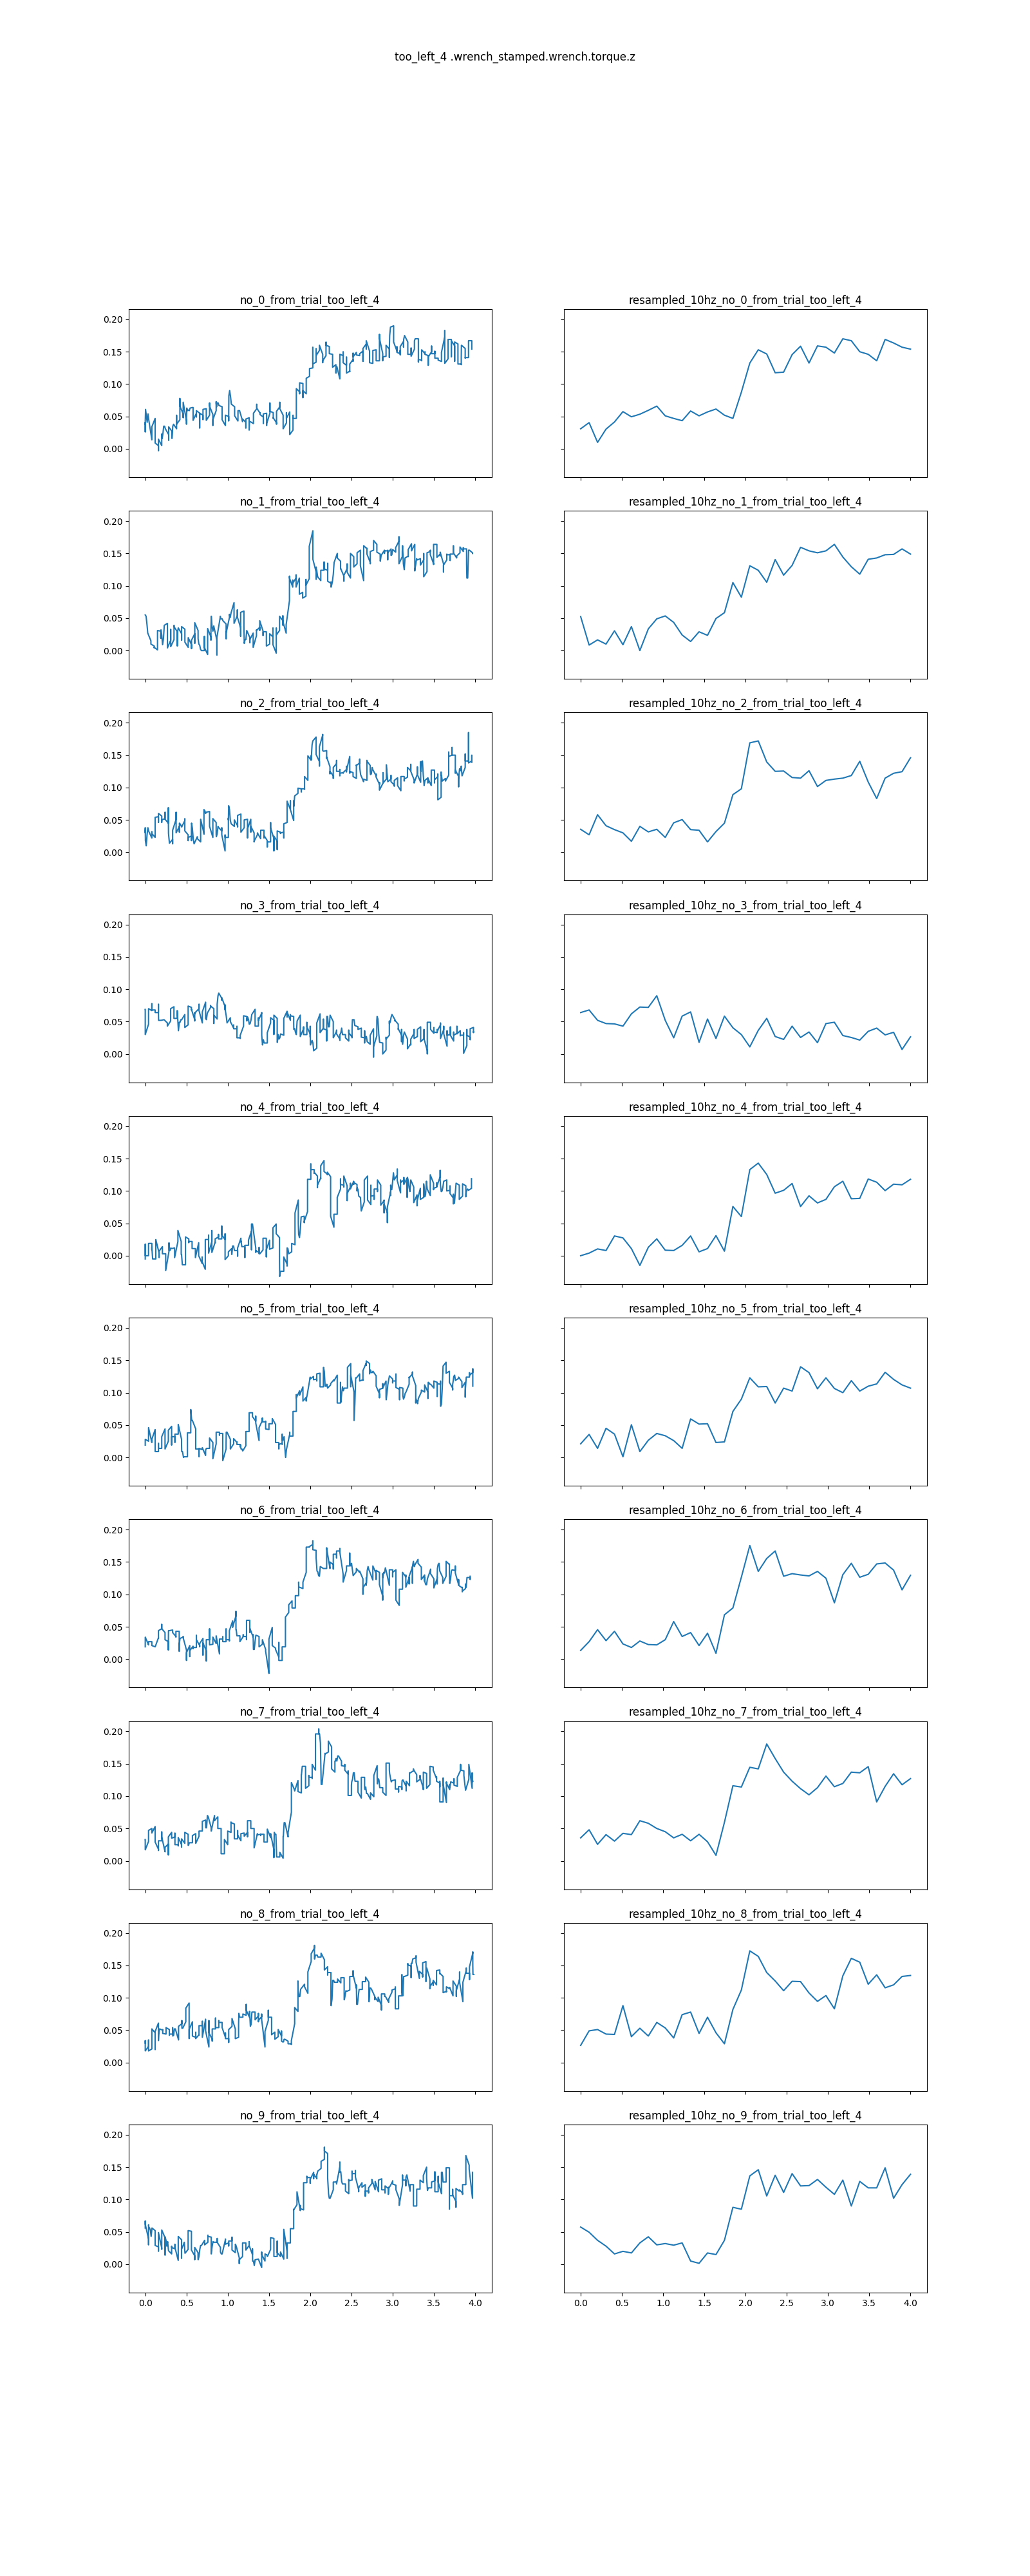 too_left_4 .wrench_stamped.wrench.torque.z
no_0_from_trial_too_left_4
resampled_10hz_no_0_from_trial_too_left_4
0.20
0.15
0.10
0.05
0.00
no_1_from_trial_too_left_4
resampled_10hz_no_1_from_trial_too_left_4
0.20
0.15
0.10
0.05
0.00
no_2_from_trial_too_left_4
resampled_10hz_no_2_from_trial_too_left_4
0.20
0.15
0.10
0.05
0.00
no_3_from_trial_too_left_4
resampled_10hz_no_3_from_trial_too_left_4
0.20
0.15
0.10
0.05
0.00
no_4_from_trial_too_left_4
resampled_10hz_no_4_from_trial_too_left_4
0.20
0.15
0.10
0.05
0.00
no_5_from_trial_too_left_4
resampled_10hz_no_5_from_trial_too_left_4
0.20
0.15
0.10
0.05
0.00
no_6_from_trial_too_left_4
resampled_10hz_no_6_from_trial_too_left_4
0.20
0.15
0.10
0.05
0.00
no_7_from_trial_too_left_4
resampled_10hz_no_7_from_trial_too_left_4
0.20
0.15
0.10
0.05
0.00
no_8_from_trial_too_left_4
resampled_10hz_no_8_from_trial_too_left_4
0.20
0.15
0.10
0.05
0.00
no_9_from_trial_too_left_4
resampled_10hz_no_9_from_trial_too_left_4
0.20
0.15
0.10
0.05
0.00
0.0 0.5 1.0 1.5 2.0 2.5 3.0 3.5 4.0
0.0 0.5 1.0 1.5 2.0 2.5 3.0 3.5 4.0